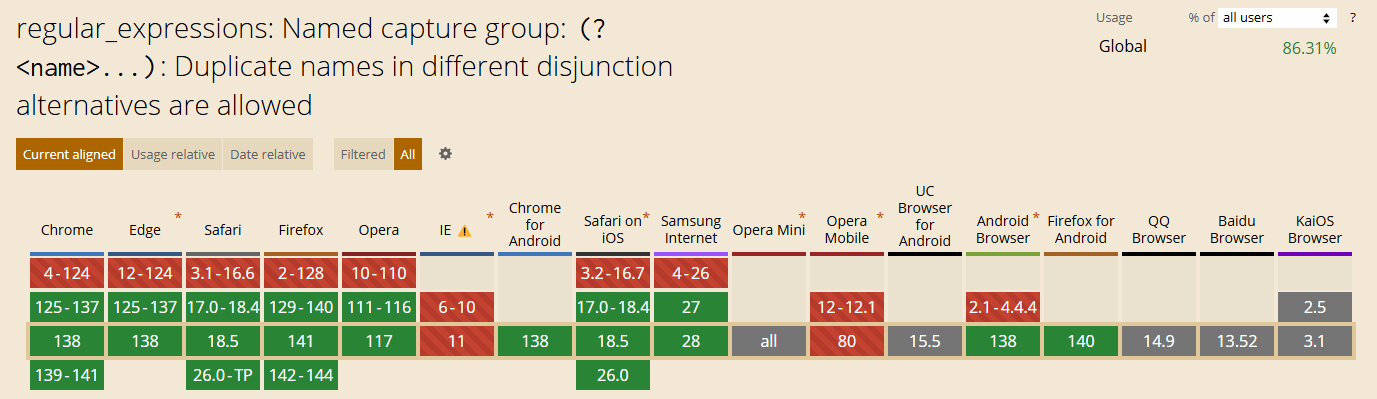 regular_expressions: Named capture group: (?
<name>...): Duplicate names in different disjunction
alternatives are allowed
Usage % of all users ?
Global 86.31%
Current aligned Usage relative Date relative Filtered All
Chrome Edge * Safari Firefox Opera IE * Chrome for Android Safari on iOS * Samsung Internet Opera Mini * Opera Mobile * UC Browser for Android Android Browser * Firefox for Android QQ Browser Baidu Browser KaiOS Browser
4-124 12-124 3.1-16.6 2-128 10-110 3.2-16.7 4-26
125-137 125-137 17.0-18.4 129-140 111-116 6-10 17.0-18.4 27 12-12.1 2.1-4.4.4 2.5
138 138 18.5 141 117 11 138 18.5 28 all 80 15.5 138 140 14.9 13.52 3.1
139-141 26.0-TP 142-144 26.0